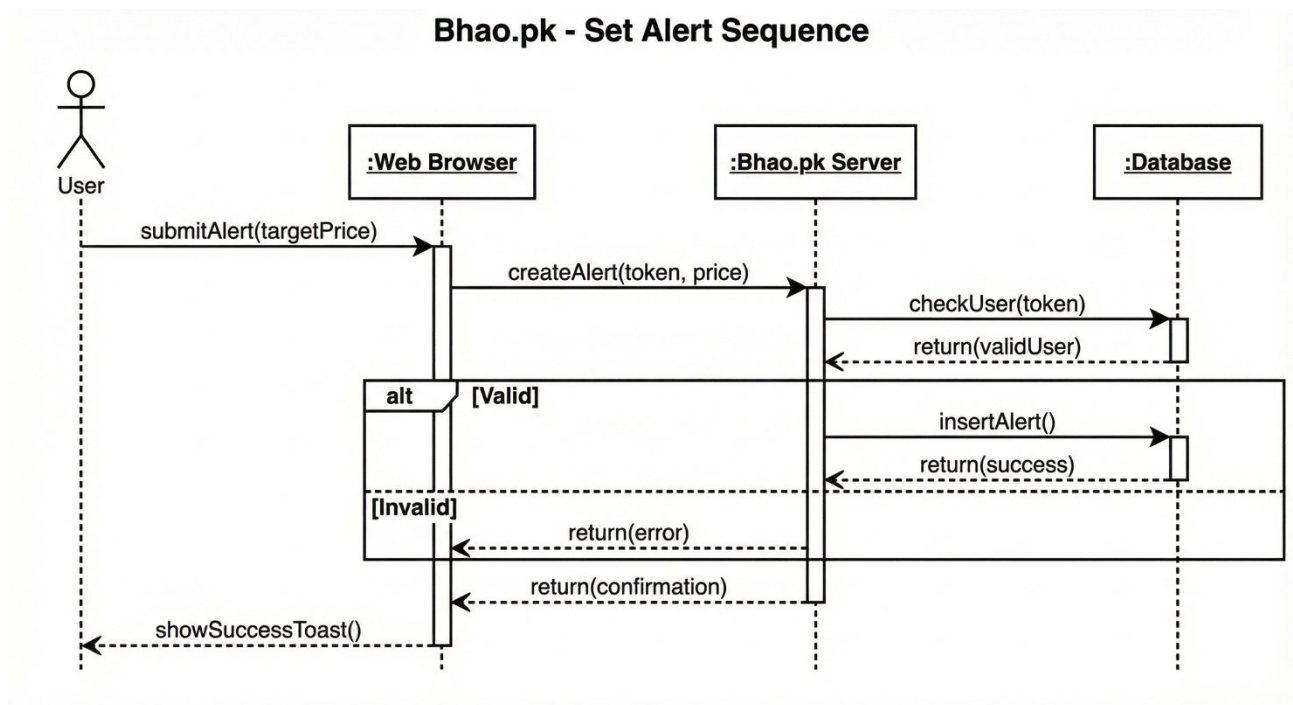 Bhao.pk - Set Alert Sequence
User
:Web Browser
:Bhao.pk Server
:Database
submitAlert(targetPrice)
createAlert(token, price)
checkUser(token)
return(validUser)
alt
[Valid]
insertAlert()
return(success)
[Invalid]
return(error)
return(confirmation)
showSuccessToast()